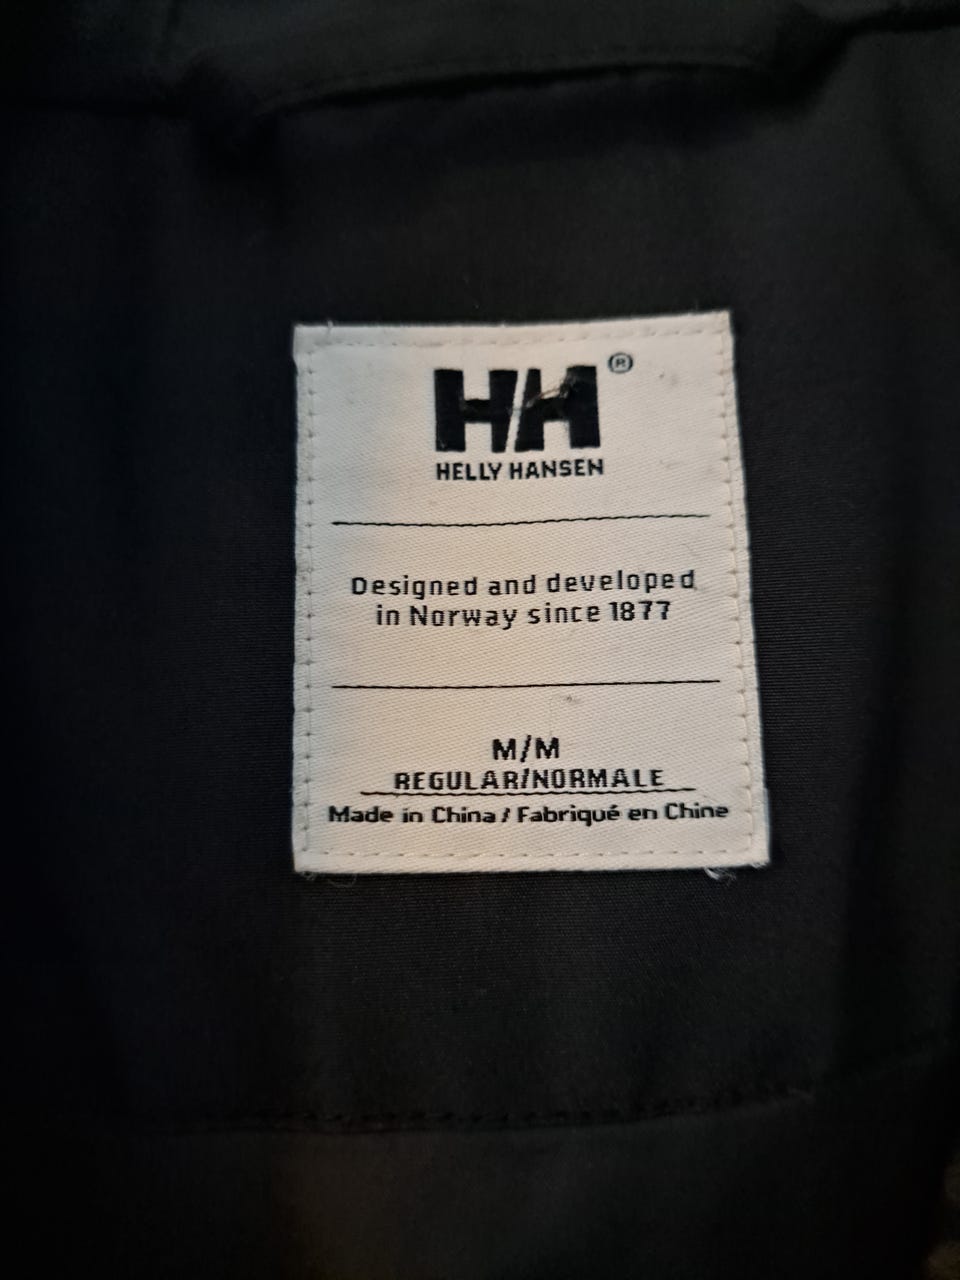 HH®
HELLY HANSEN
Designed and developed
in Norway since 1877
M/M
REGULAR/NORMALE
Made in China / Fabriqué en Chine